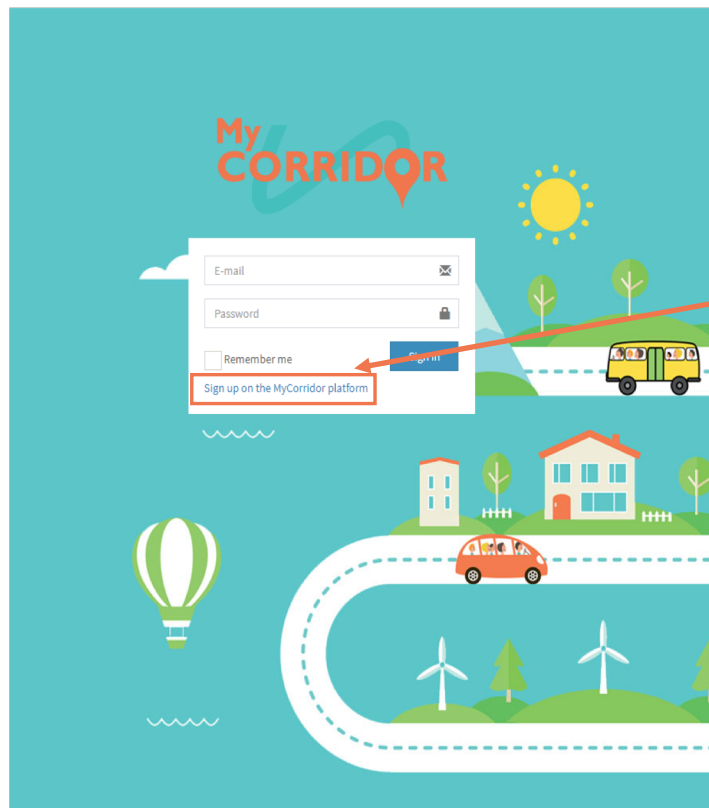 My
CORRIDOR
E-mail
Password
Remember me
Sign in
Sign up on the MyCorridor platform